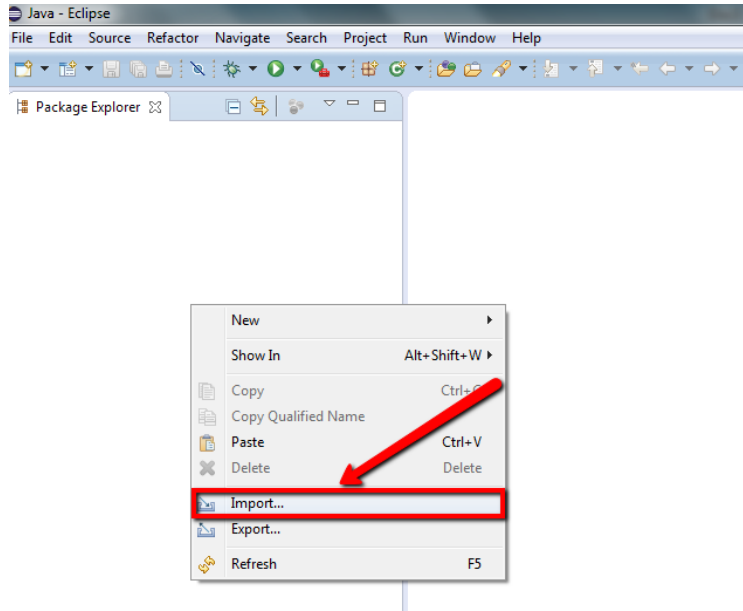 Java - Eclipse
File Edit Source Refactor Navigate Search Project Run Window Help
Package Explorer
New
Show In Alt+Shift+W
Copy
Copy Qualified Name
Paste Ctrl+V
Delete Delete
Import...
Export...
Refresh F5